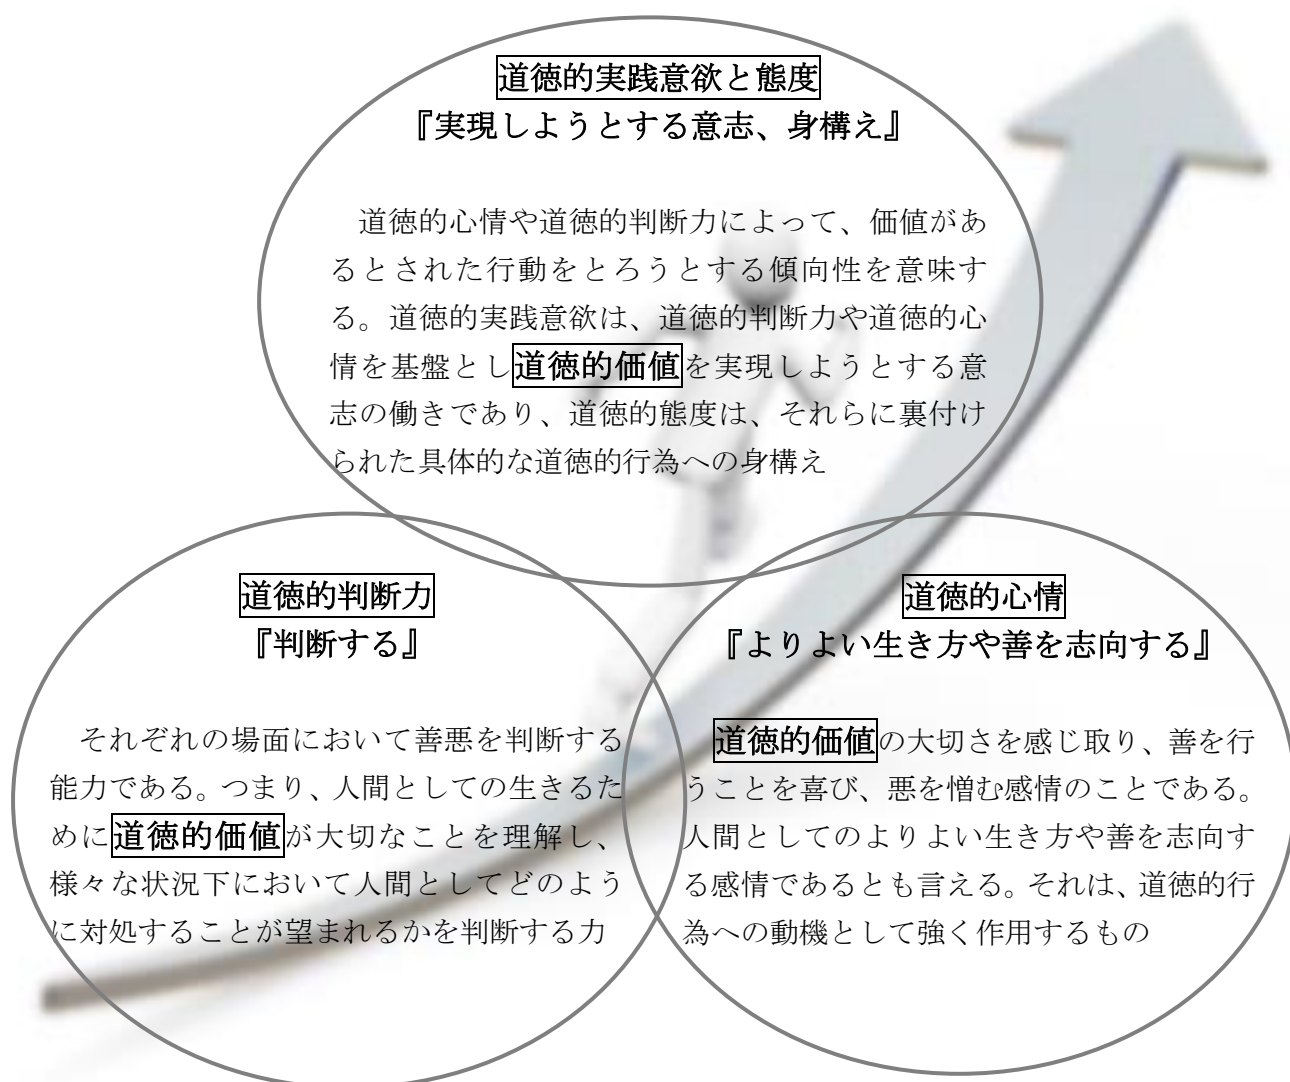 道徳的実践意欲と態度
『実現しようとする意志、身構え』
道徳的心情や道徳的判断力によって、価値があ
るとされた行動をとろうとする傾向性を意味す
る。道徳的実践意欲は、道徳的判断力や道徳的心
情を基盤とし道徳的価値を実現しようとする意
志の働きであり、道徳的態度は、それらに裏付け
られた具体的な道徳的行為への身構え
道徳的判断力
『判断する』
それぞれの場面において善悪を判断する
能力である。つまり、人間としての生きるた
めに道徳的価値が大切なことを理解し、
様々な状況下において人間としてどのよう
に対処することが望まれるかを判断する力
道徳的心情
『よりよい生き方や善を志向する』
道徳的価値の大切さを感じ取り、善を行
うことを喜び、悪を憎む感情のことである。
人間としてのよりよい生き方や善を志向す
る感情であるとも言える。それは、道徳的行
為への動機として強く作用するもの